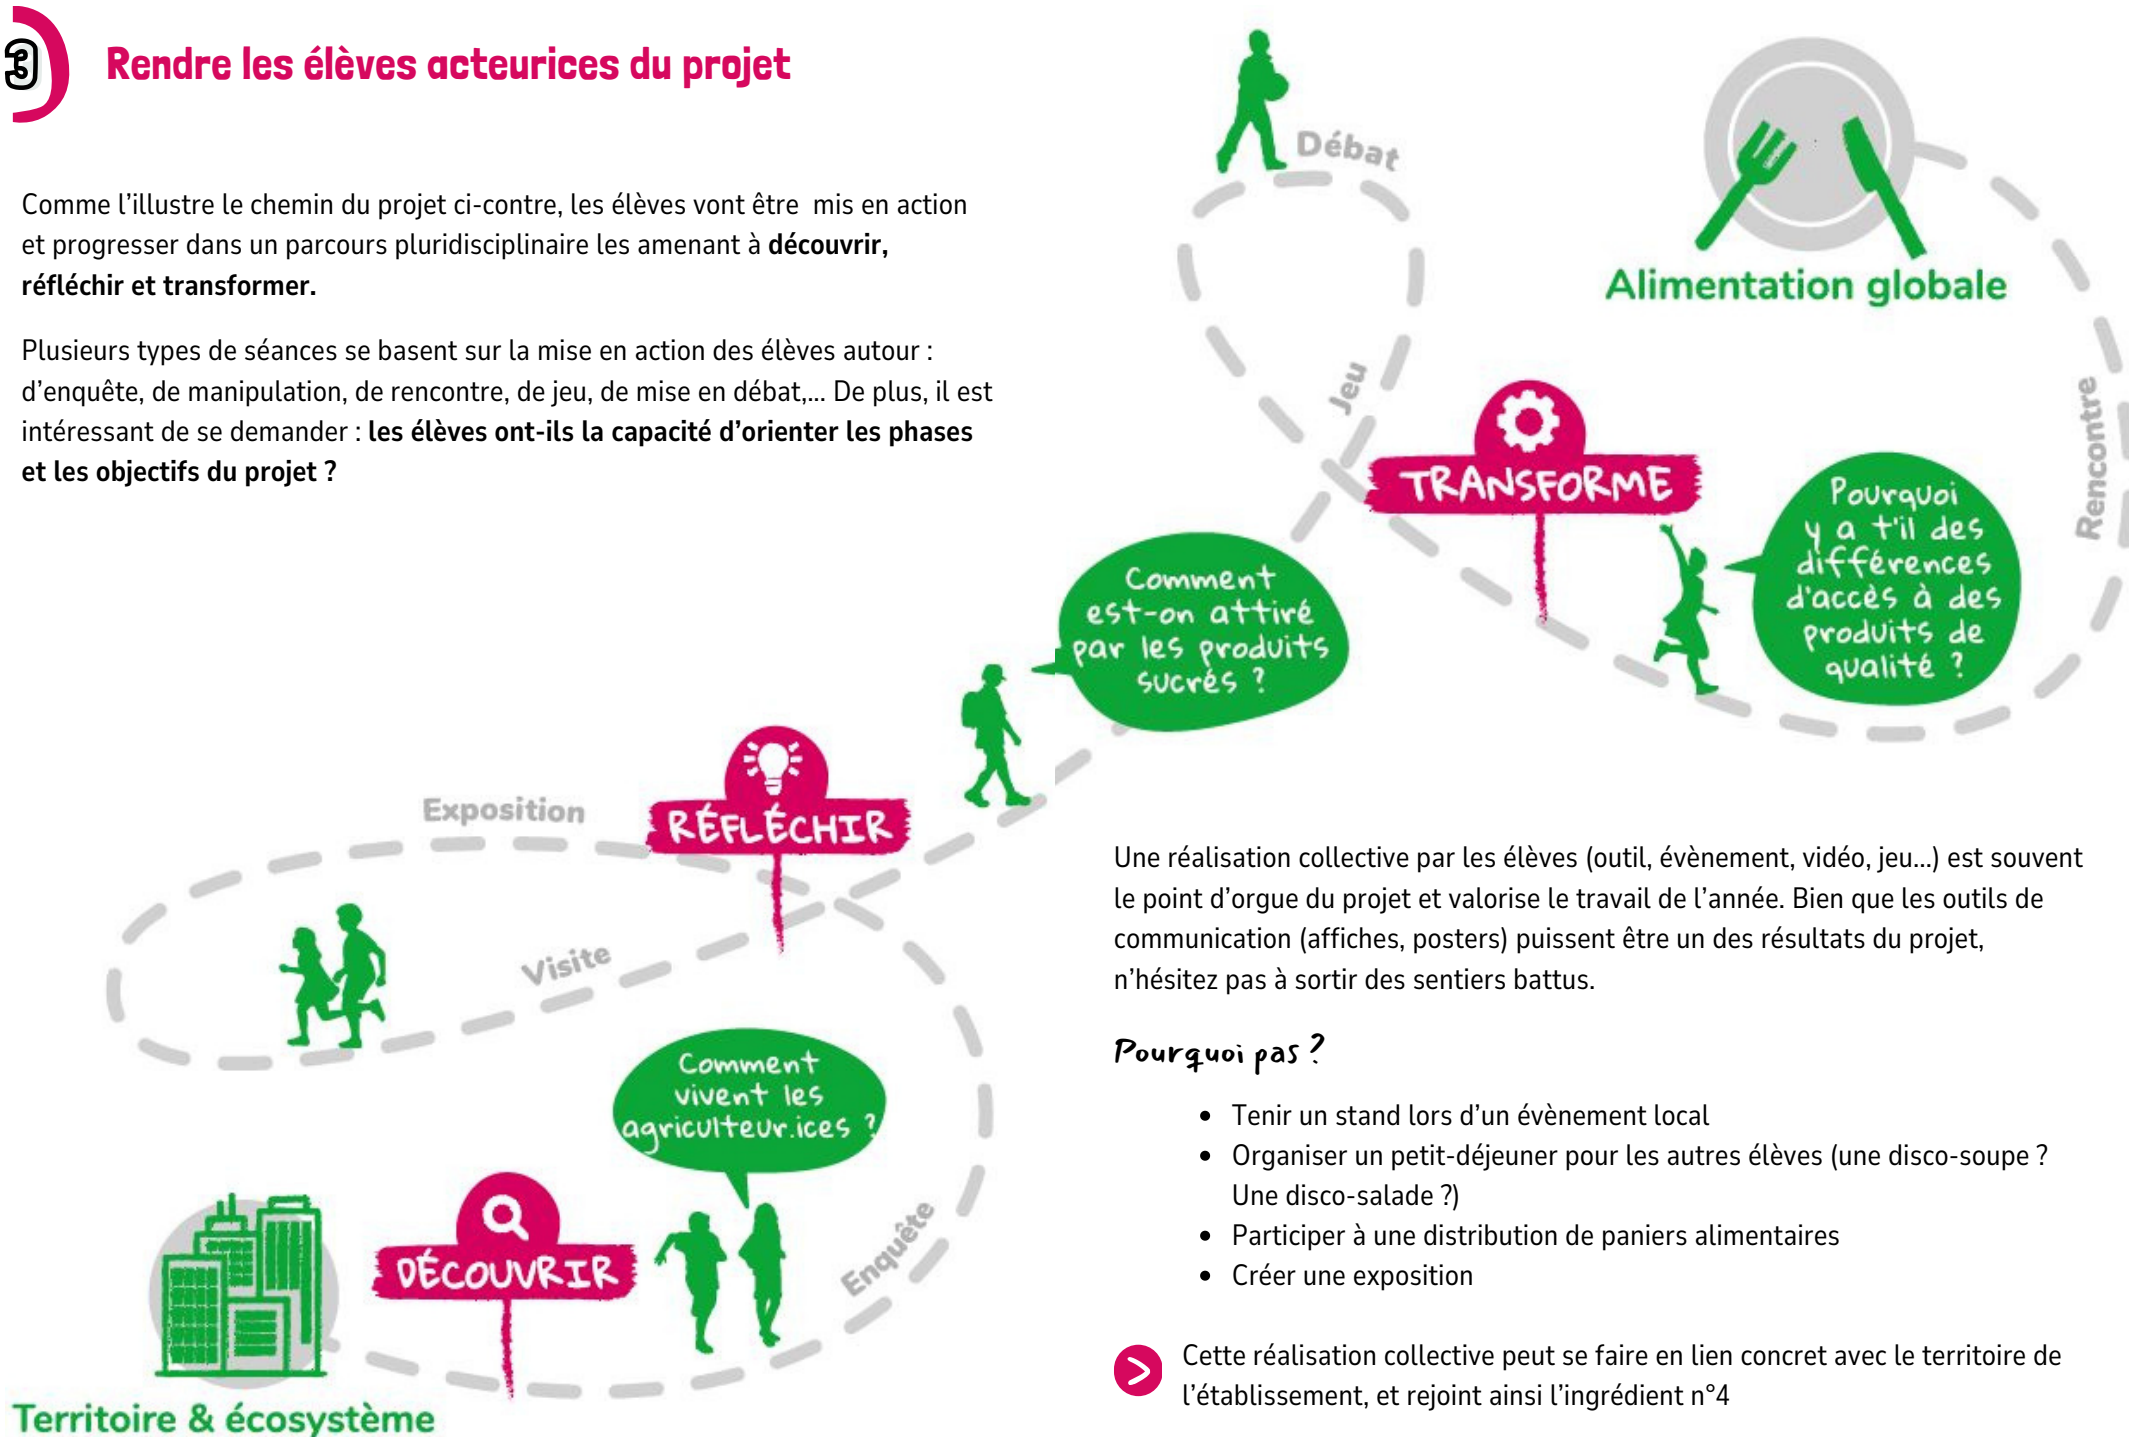 3
Rendre les élèves acteurices du projet
Comme l'illustre le chemin du projet ci-contre, les élèves vont être mis en action
et progresser dans un parcours pluridisciplinaire les amenant à découvrir,
réfléchir et transformer.
Plusieurs types de séances se basent sur la mise en action des élèves autour :
d'enquête, de manipulation, de rencontre, de jeu, de mise en débat,... De plus, il est
intéressant de se demander : les élèves ont-ils la capacité d'orienter les phases
et les objectifs du projet ?
Débat
Alimentation globale
Jeu
Rencontre
TRANSFORME
Pourquoi
y a t'il des
différences
d'accès à des
produits de
qualité ?
Comment
est-on attiré
par les produits
sucrés ?
Exposition
RÉFLÉCHIR
Visite
Comment
vivent les
agriculteur.ices ?
Enquête
DÉCOUVRIR
Territoire & écosystème
Une réalisation collective par les élèves (outil, évènement, vidéo, jeu...) est souvent
le point d'orgue du projet et valorise le travail de l'année. Bien que les outils de
communication (affiches, posters) puissent être un des résultats du projet,
n'hésitez pas à sortir des sentiers battus.
Pourquoi pas ?
• Tenir un stand lors d'un évènement local
• Organiser un petit-déjeuner pour les autres élèves (une disco-soupe ?
Une disco-salade ?)
• Participer à une distribution de paniers alimentaires
• Créer une exposition
Cette réalisation collective peut se faire en lien concret avec le territoire de
l'établissement, et rejoint ainsi l'ingrédient n°4